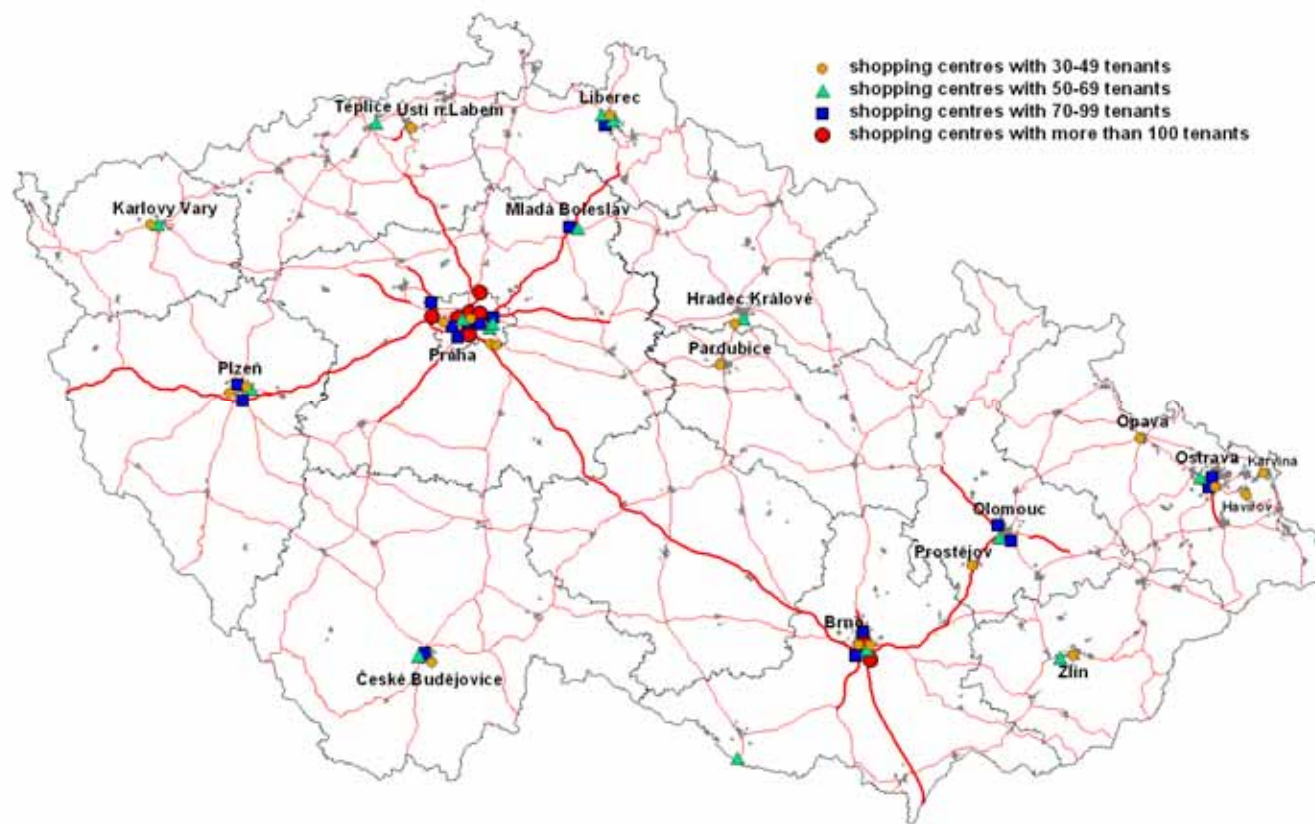 shopping centres with 30-49 tenants
shopping centres with 50-69 tenants
shopping centres with 70-99 tenants
shopping centres with more than 100 tenants
Teplice
Ústí n.Labem
Liberec
Karlovy Vary
Mladá Boleslav
Hradec Králové
Praha
Pardubice
Plzeň
Opava
Ostrava
Karviná
Havířov
Olomouc
Prostějov
Brno
České Budějovice
Zlín